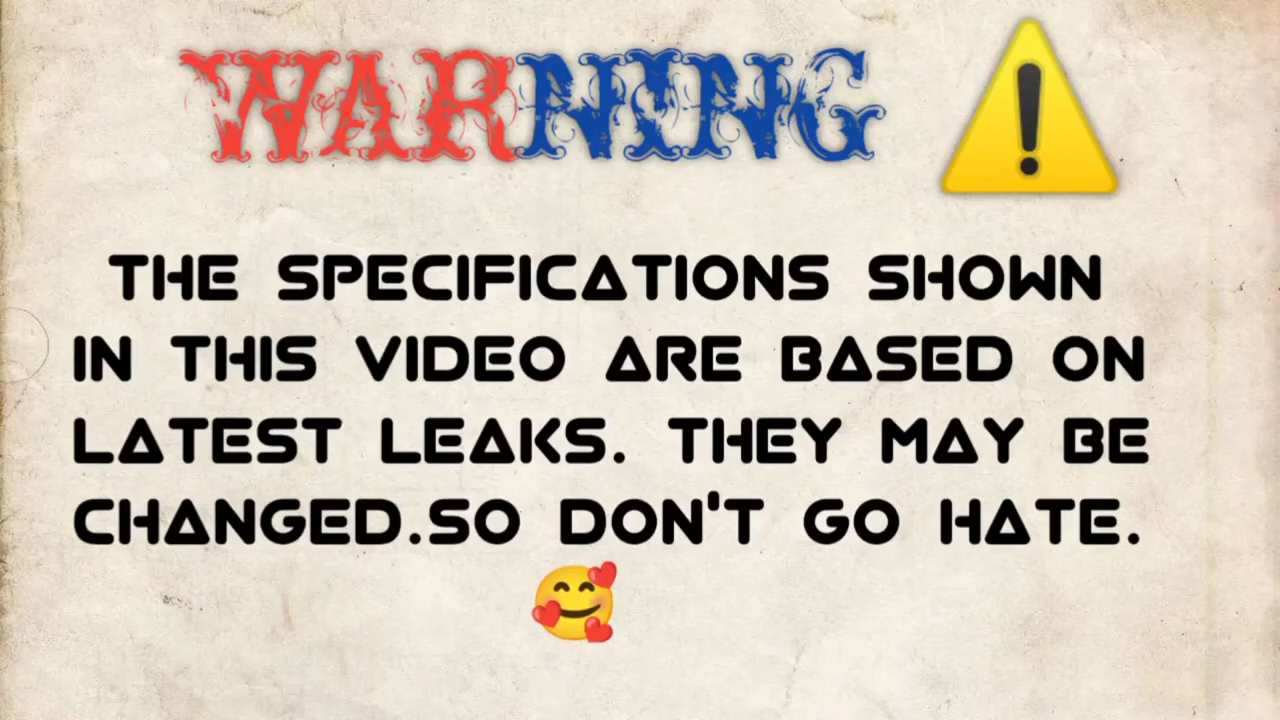 WARNING ⚠️
THE SPECIFICATIONS SHOWN
IN THIS VIDEO ARE BASED ON
LATEST LEAKS. THEY MAY BE
CHANGED.SO DON'T GO HATE.
🥰